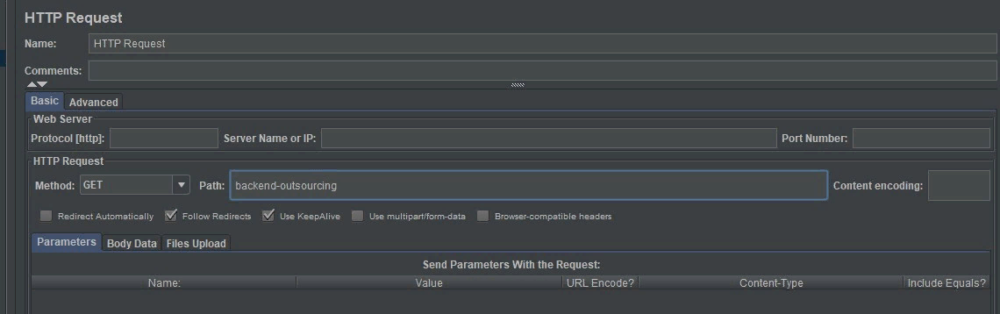 HTTP Request
Name: HTTP Request
Comments:
Basic Advanced
Web Server
Protocol [http]: Server Name or IP: Port Number:
HTTP Request
Method: GET Path: backend-outsourcing Content encoding:
Redirect Automatically Follow Redirects Use KeepAlive Use multipart/form-data Browser-compatible headers
Parameters Body Data Files Upload
Send Parameters With the Request:
Name: Value URL Encode? Content-Type Include Equals?